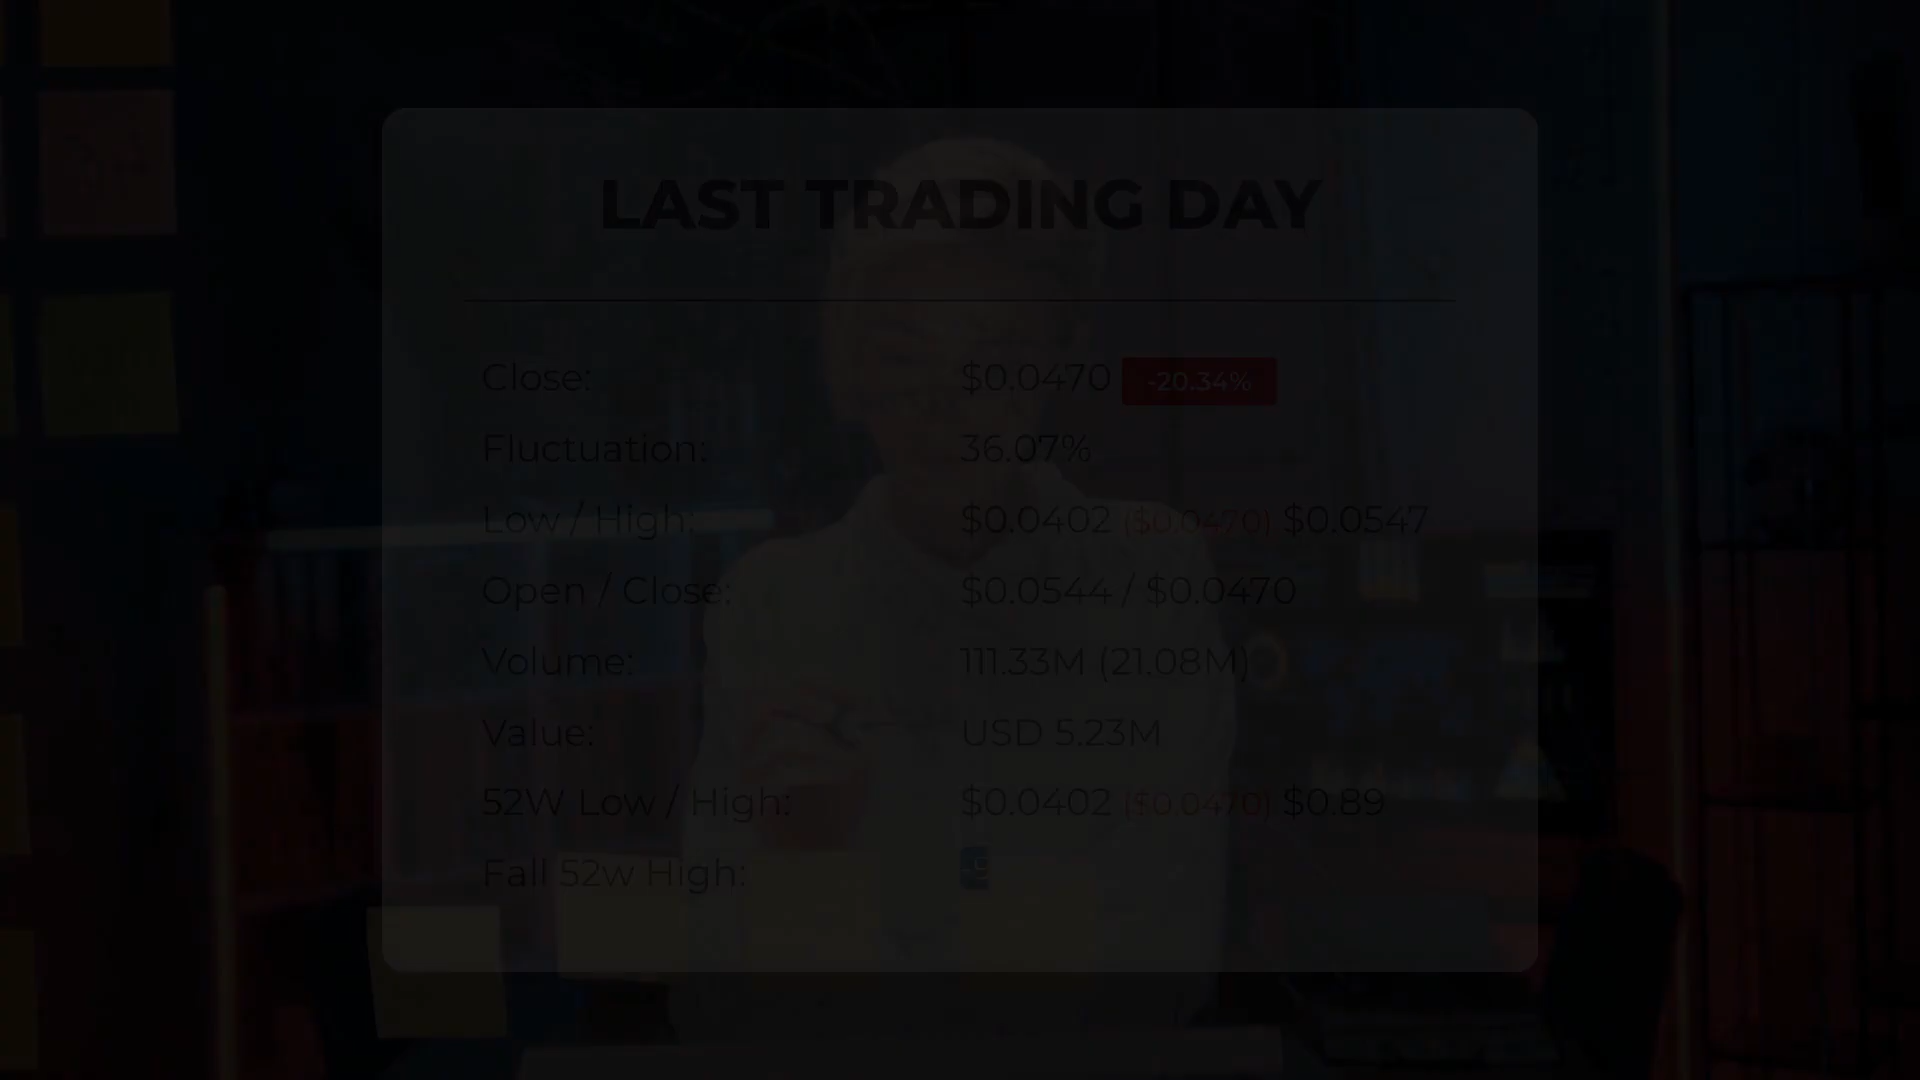 LAST TRADING DAY
Close: $0.0470 -20.34%
Fluctuation: 36.07%
Low / High: $0.0402 ($0.0470) $0.0547
Open / Close: $0.0544 / $0.0470
Volume: 111.33M (21.08M)
Value: USD 5.23M
52W Low / High: $0.0402 ($0.0470) $0.89
Fall 52w High: -9